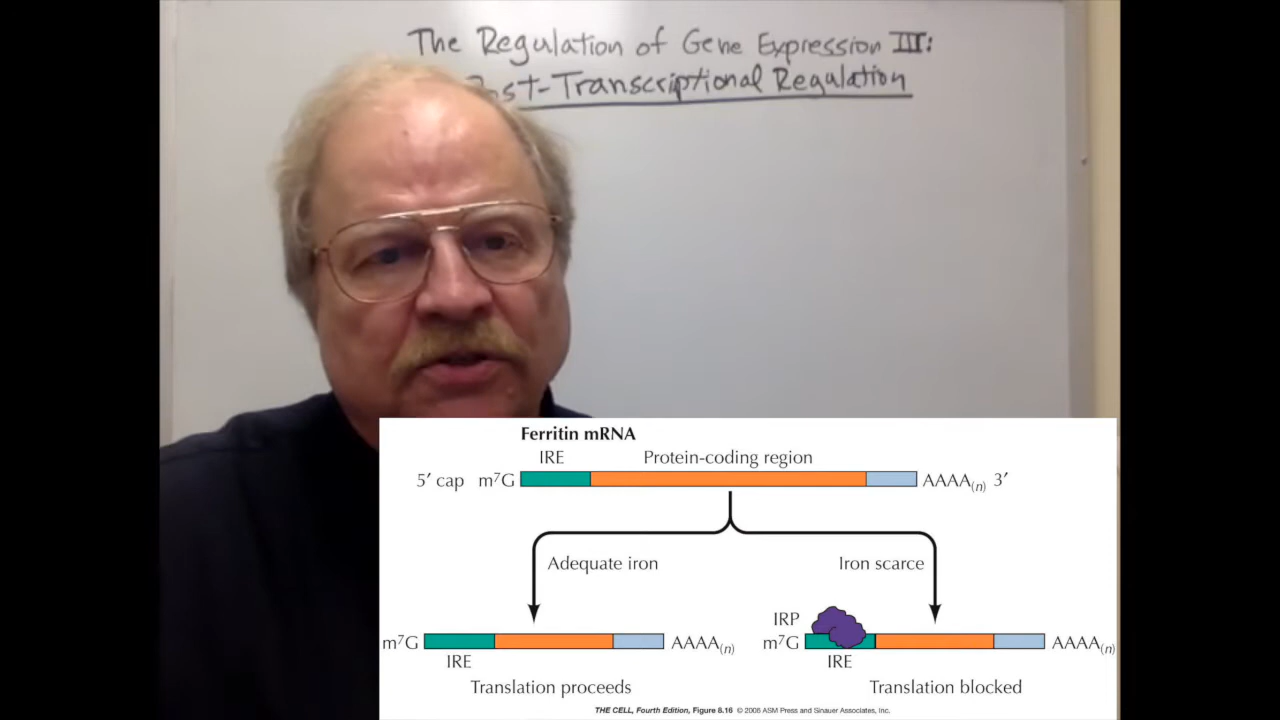 The Regulation of Gene Expression III:
Post-Transcriptional Regulation
Ferritin mRNA
IRE Protein-coding region
5′ cap m⁷G AAAA(n) 3′
Adequate iron Iron scarce
IRP
m⁷G AAAA(n) m⁷G AAAA(n)
IRE IRE
Translation proceeds Translation blocked
THE CELL, Fourth Edition, Figure 8.16 © 2006 ASM Press and Sinauer Associates, Inc.